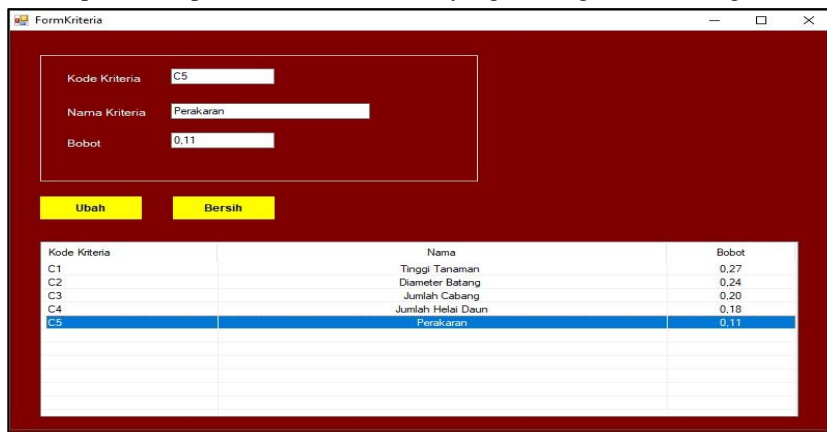 FormKriteria
Kode Kriteria C5
Nama Kriteria Perakaran
Bobot 0,11
Ubah Bersih
Kode Kriteria Nama Bobot
C1 Tinggi Tanaman 0,27
C2 Diameter Batang 0,24
C3 Jumlah Cabang 0,20
C4 Jumlah Helai Daun 0,18
C5 Perakaran 0,11